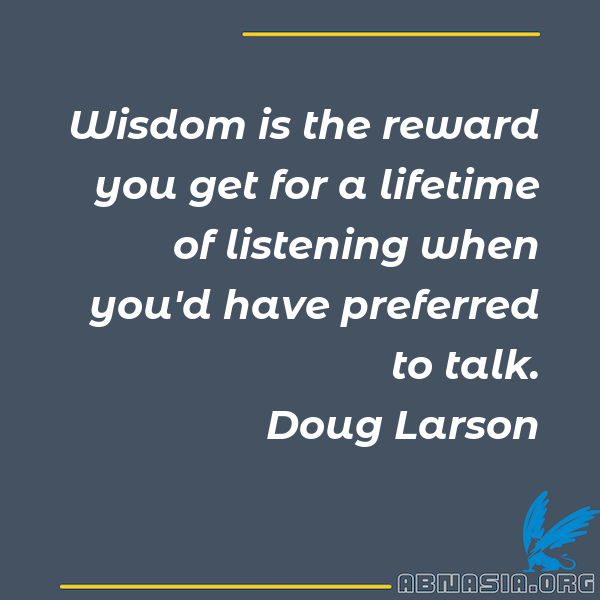 Wisdom is the reward
you get for a lifetime
of listening when
you'd have preferred
to talk.
Doug Larson
ABNASIA.ORG